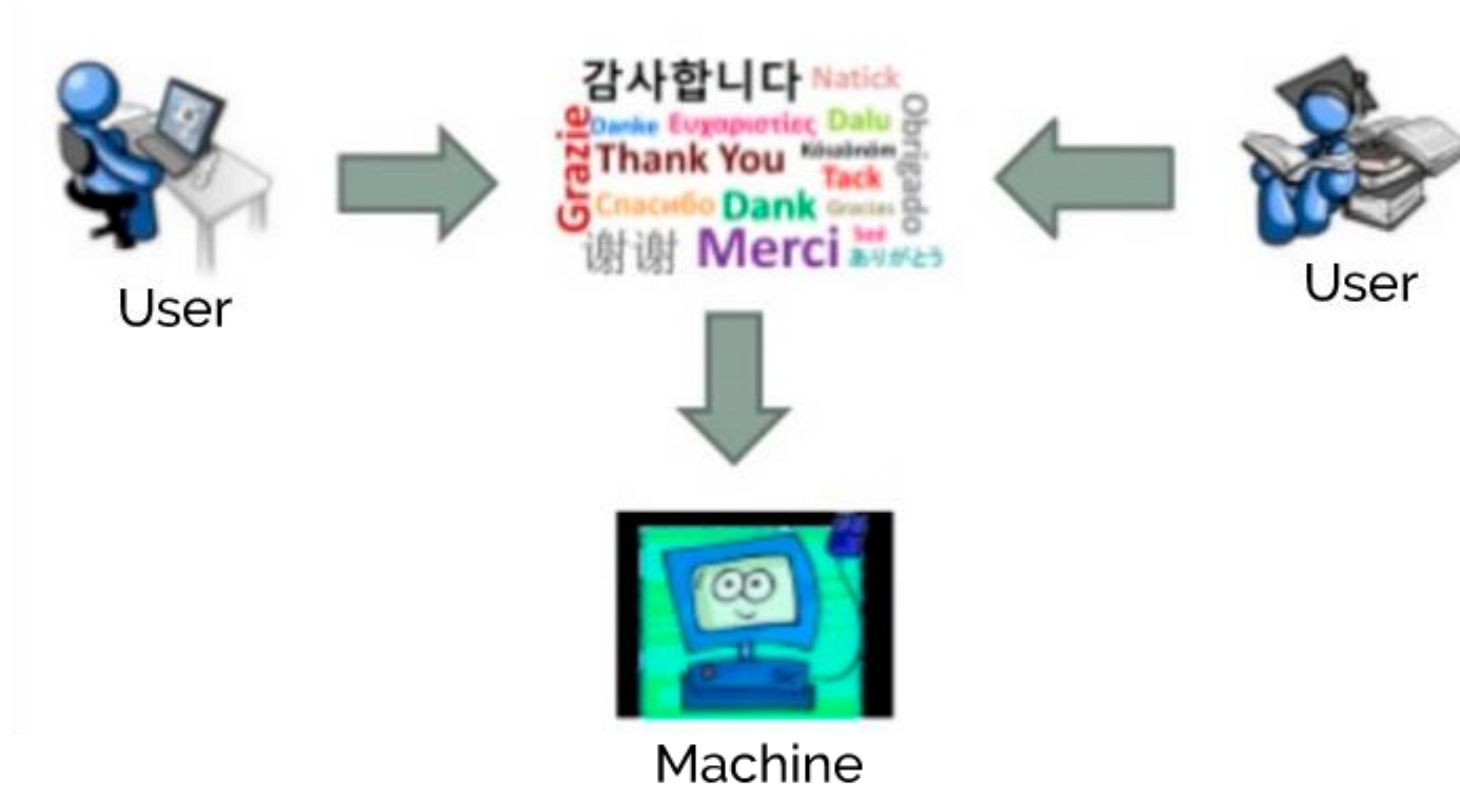 감사합니다 Natick
Grazie
Danke Ευχαριστίες Dalu
Obrigado
Thank You Köszönöm
Tack
Спасибо Dank Gracias
谢谢 Merci
ありがとう
User
User
Machine